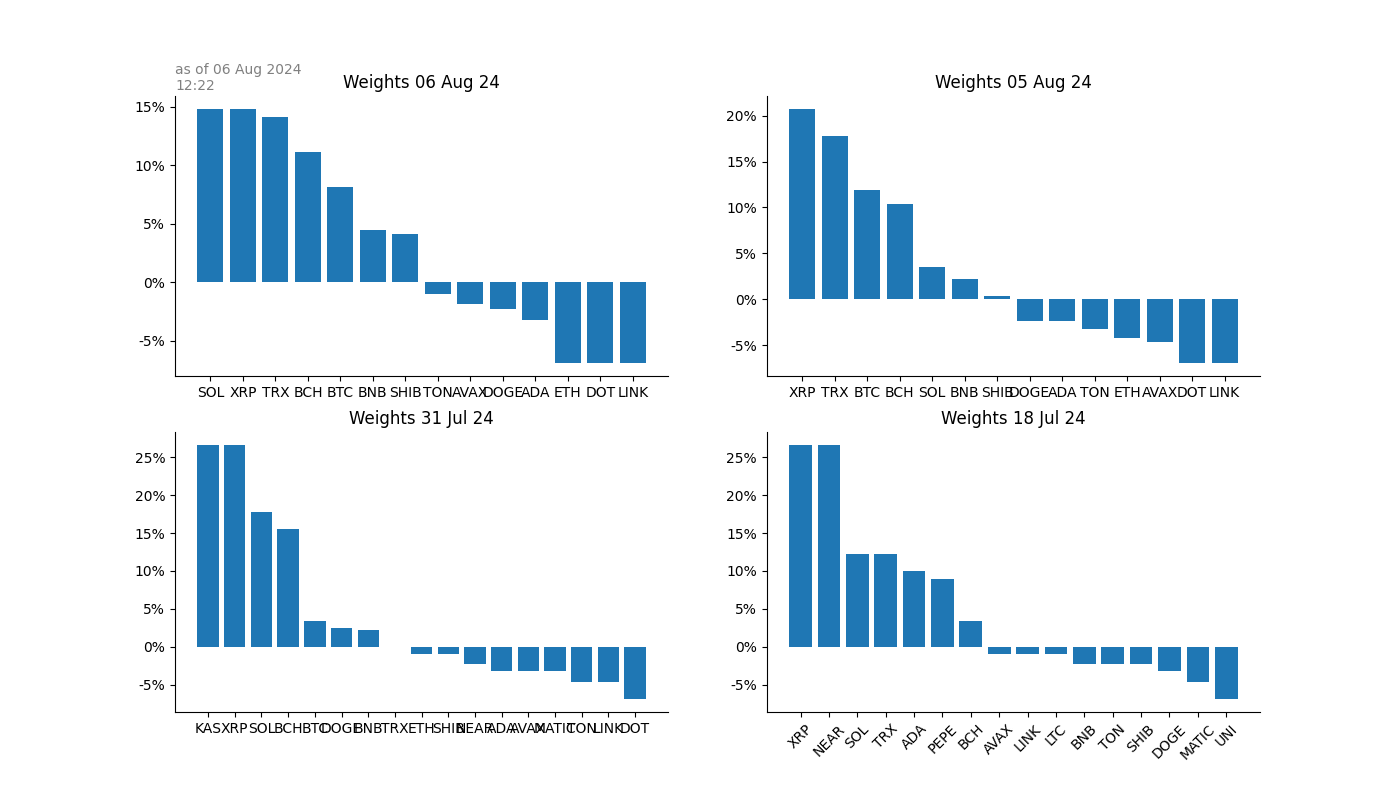 as of 06 Aug 2024
12:22
Weights 06 Aug 24
15%
10%
5%
0%
-5%
SOL XRP TRX BCH BTC BNB SHIB TON AVAX DOGE ADA ETH DOT LINK
Weights 05 Aug 24
20%
15%
10%
5%
0%
-5%
XRP TRX BTC BCH SOL BNB SHIB DOGE ADA TON ETH AVAX DOT LINK
Weights 31 Jul 24
25%
20%
15%
10%
5%
0%
-5%
KAS XRP SOL BCH BTC DOGE BNB TRX ETH SHIB NEAR ADA AVAX MATIC TON LINK DOT
Weights 18 Jul 24
25%
20%
15%
10%
5%
0%
-5%
XRP NEAR SOL TRX ADA PEPE BCH AVAX LINK LTC BNB TON SHIB DOGE MATIC UNI